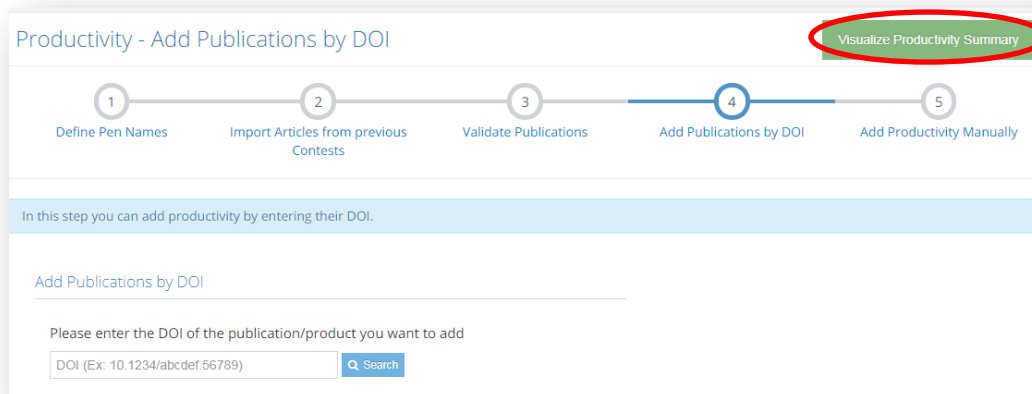 Productivity - Add Publications by DOI
Visualize Productivity Summary
1
2
3
4
5
Define Pen Names
Import Articles from previous
Contests
Validate Publications
Add Publications by DOI
Add Productivity Manually
In this step you can add productivity by entering their DOI.
Add Publications by DOI
Please enter the DOI of the publication/product you want to add
DOI (Ex: 10.1234/abcdef.56789)
Search